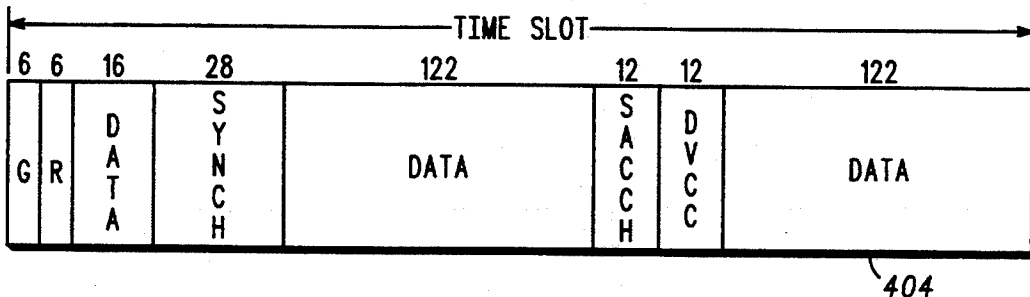 TIME SLOT
6 6 16 28 122 12 12 122
G R DATA SYNCH DATA SACCH DVCC DATA
404